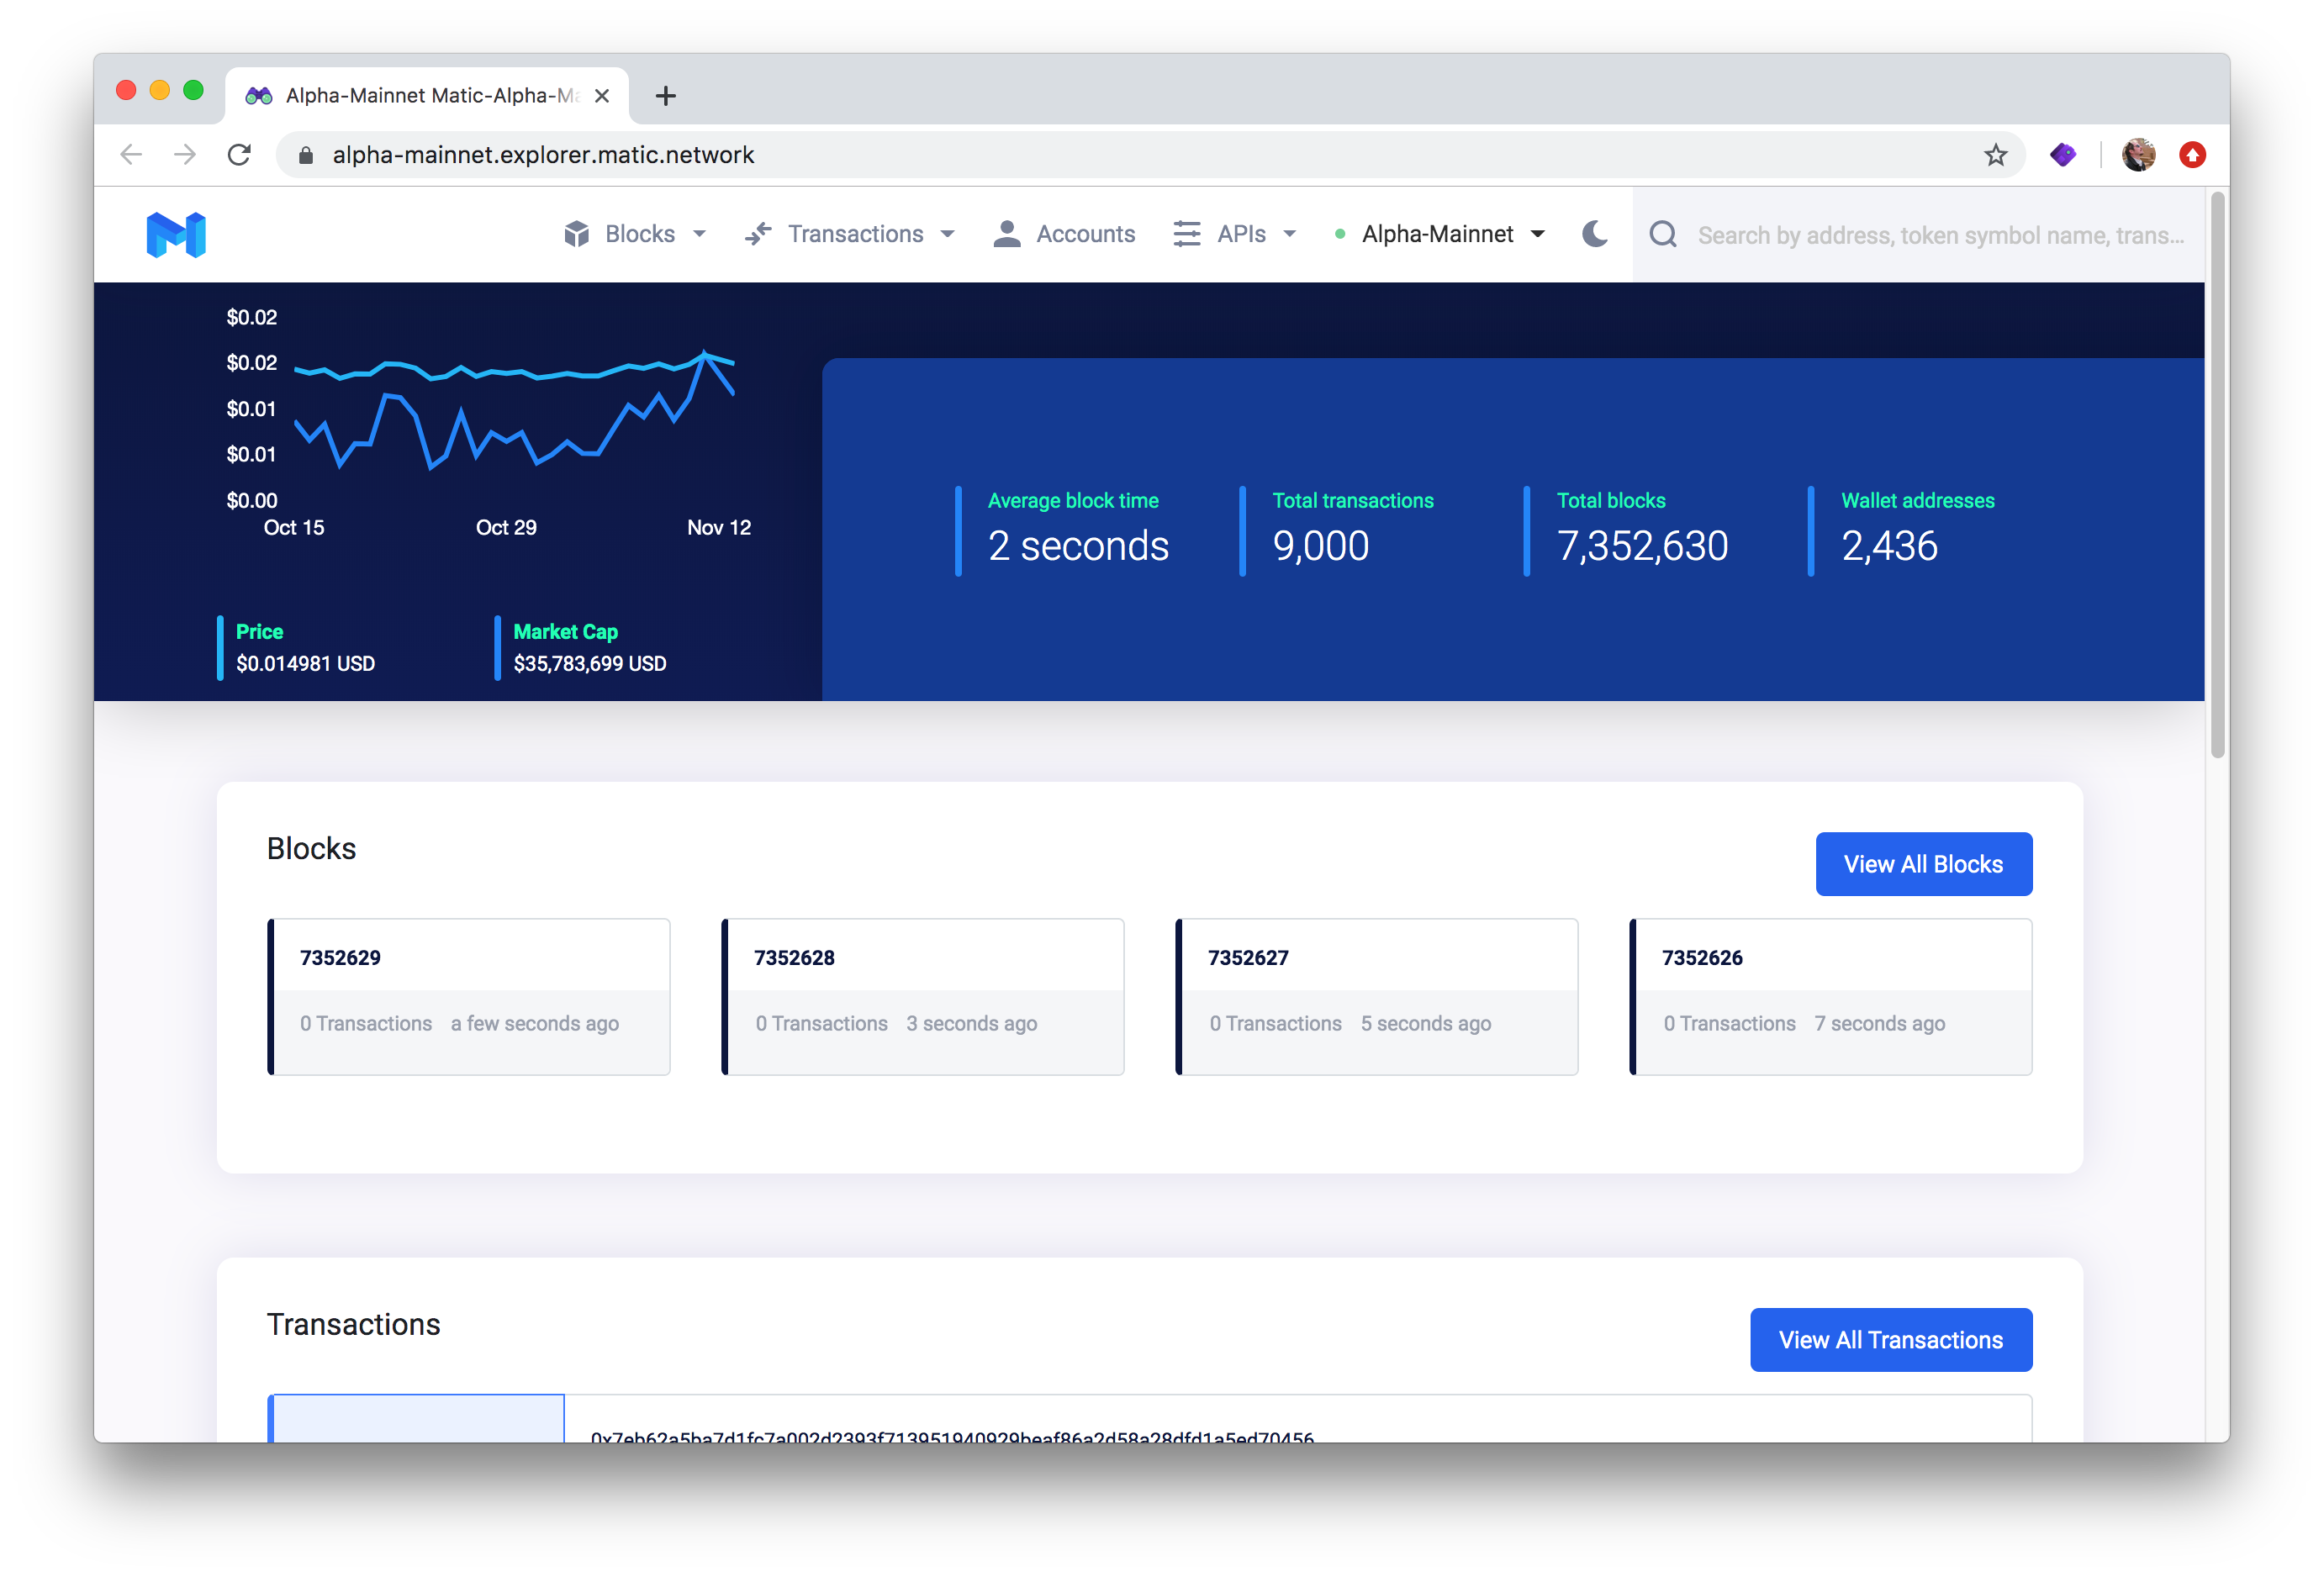 Alpha-Mainnet Matic-Alpha-Ma
alpha-mainnet.explorer.matic.network
Blocks Transactions Accounts APIs Alpha-Mainnet Search by address, token symbol name, trans...
$0.02
$0.02
$0.01
$0.01
$0.00
Oct 15 Oct 29 Nov 12
Price Market Cap
$0.014981 USD $35,783,699 USD
Average block time Total transactions Total blocks Wallet addresses
2 seconds 9,000 7,352,630 2,436
Blocks View All Blocks
7352629 7352628 7352627 7352626
0 Transactions a few seconds ago 0 Transactions 3 seconds ago 0 Transactions 5 seconds ago 0 Transactions 7 seconds ago
Transactions View All Transactions
0x7eb62a5ba7d1fc7a002d2393f713951940929beaf86a2d58a28dfd1a5ed70456